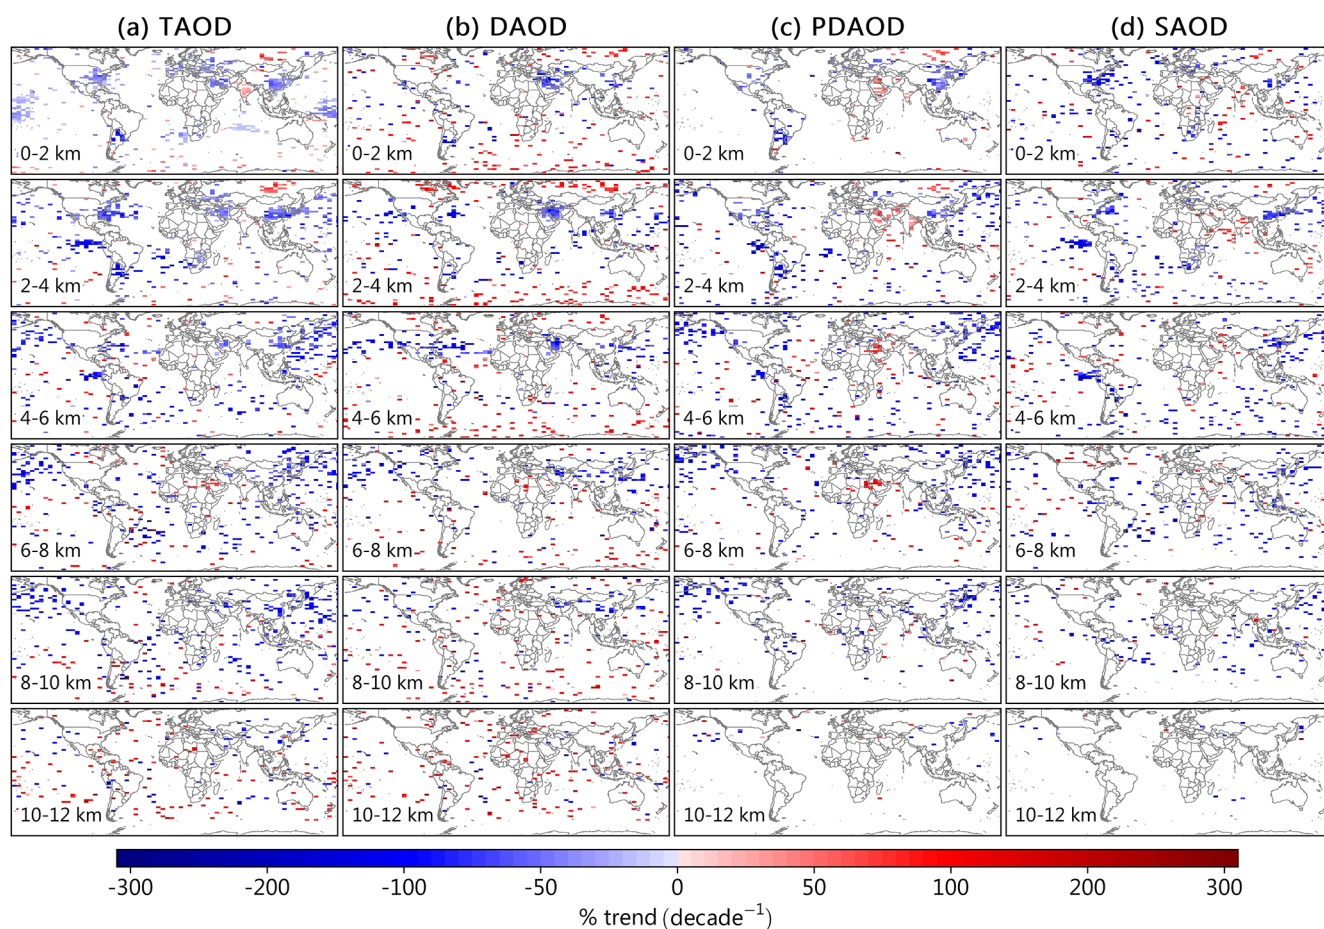 (a) TAOD (b) DAOD (c) PDAOD (d) SAOD
0-2 km 0-2 km 0-2 km 0-2 km
2-4 km 2-4 km 2-4 km 2-4 km
4-6 km 4-6 km 4-6 km 4-6 km
6-8 km 6-8 km 6-8 km 6-8 km
8-10 km 8-10 km 8-10 km 8-10 km
10-12 km 10-12 km 10-12 km 10-12 km
-300 -200 -100 -50 0 50 100 200 300
% trend (decade⁻¹)